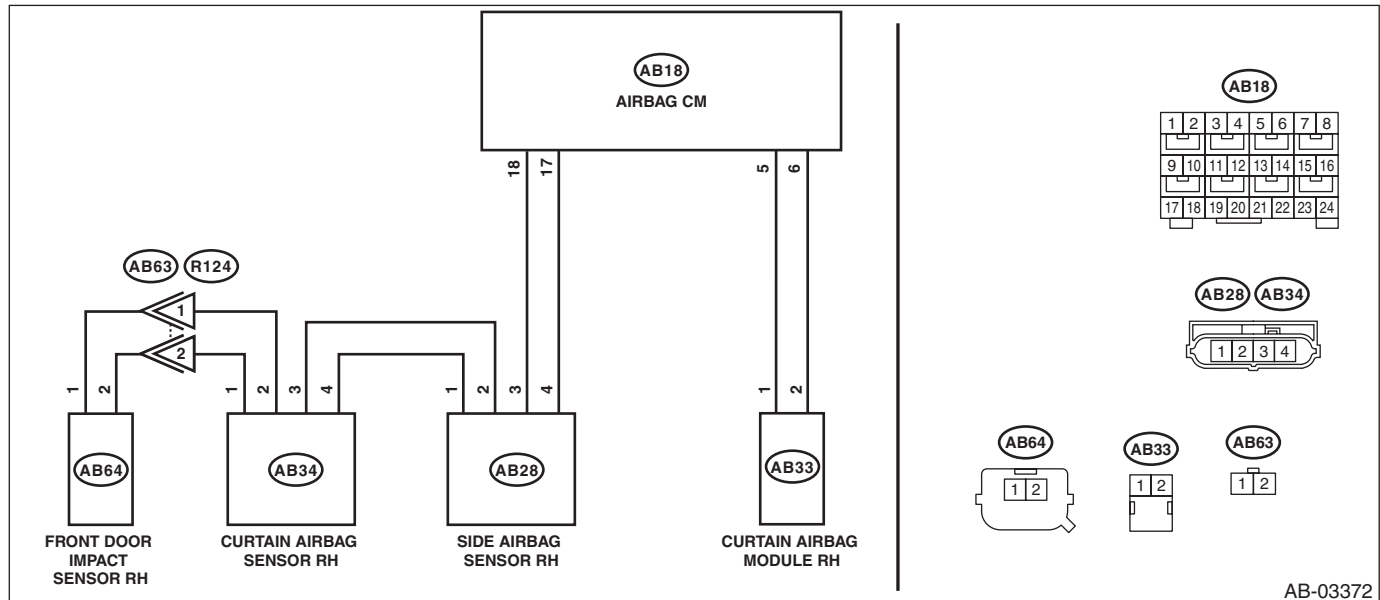 AB18
AIRBAG CM
18
17
5
6
AB63 R124
1
2
1
2
1
2
3
4
1
2
3
4
1
2
AB64
AB34
AB28
AB33
FRONT DOOR
IMPACT
SENSOR RH
CURTAIN AIRBAG
SENSOR RH
SIDE AIRBAG
SENSOR RH
CURTAIN AIRBAG
MODULE RH
AB18
1 2 3 4 5 6 7 8
9 10 11 12 13 14 15 16
17 18 19 20 21 22 23 24
AB28 AB34
1 2 3 4
AB64
1 2
AB33
1 2
AB63
1 2
AB-03372